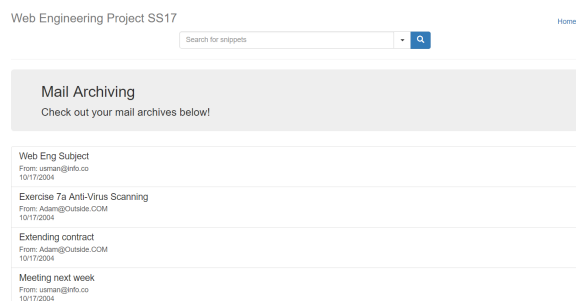 Web Engineering Project SS17
Home
Search for snippets
Mail Archiving
Check out your mail archives below!
Web Eng Subject
From: usman@info.co
10/17/2004
Exercise 7a Anti-Virus Scanning
From: Adam@Outside.COM
10/17/2004
Extending contract
From: Adam@Outside.COM
10/17/2004
Meeting next week
From: usman@info.co
10/17/2004